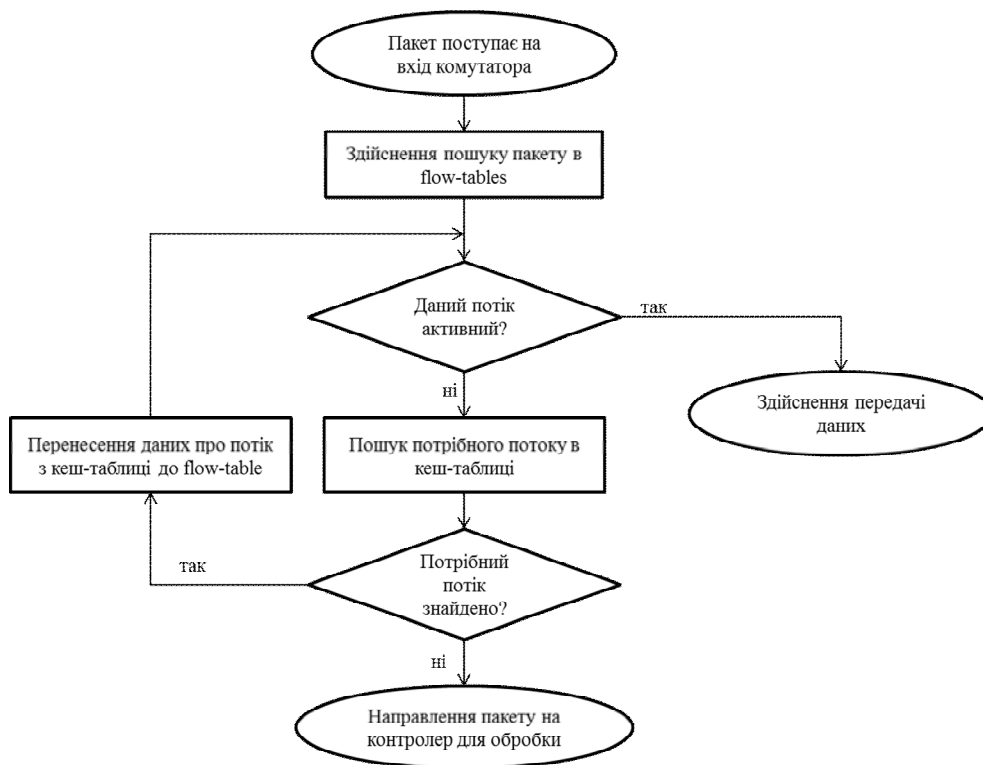 Пакет поступає на
вхід комутатора
Здійснення пошуку пакету в
flow-tables
Даний потік
активний?
так
ні
Здійснення передачі
даних
Перенесення даних про потік
з кеш-таблиці до flow-table
Пошук потрібного потоку в
кеш-таблиці
так
Потрібний
потік
знайдено?
ні
Направлення пакету на
контролер для обробки